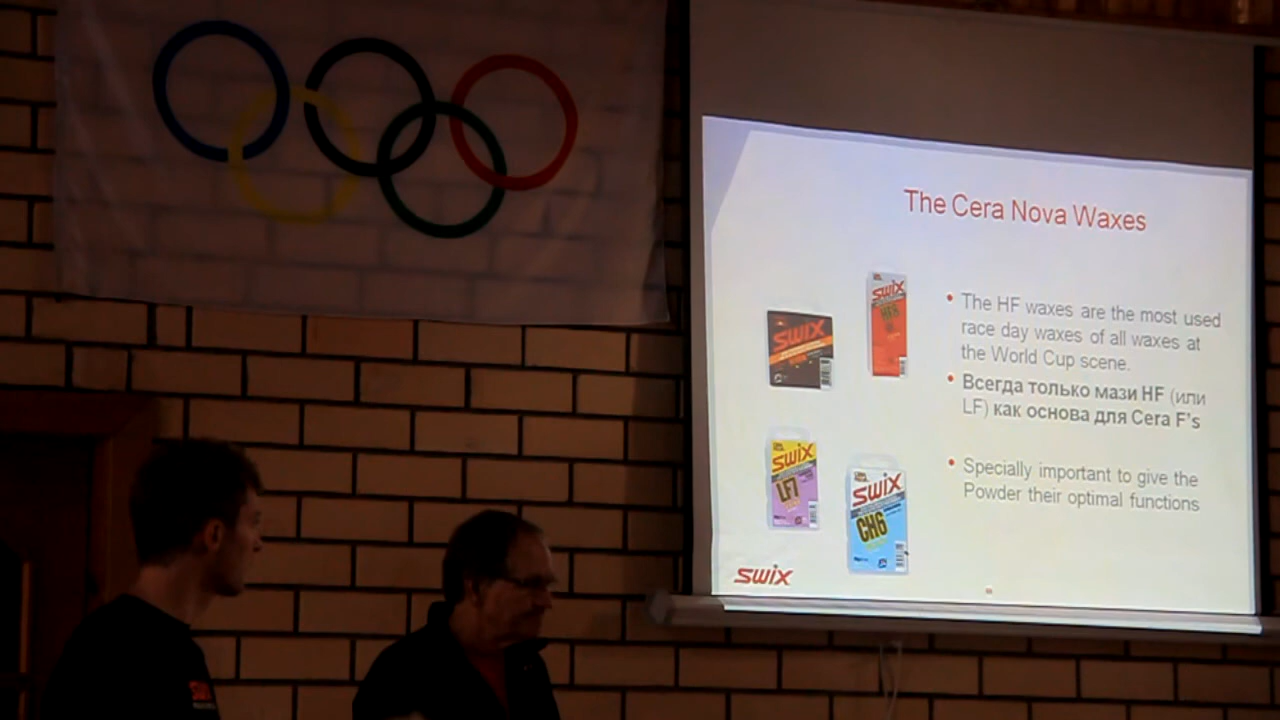 The Cera Nova Waxes
The HF waxes are the most used
race day waxes of all waxes at
the World Cup scene.
Всегда только мази HF (или
LF) как основа для Cera F's
Specially important to give the
Powder their optimal functions
SWIX
SWIX
SWIX
LF7
SWIX
CH6
SWIX